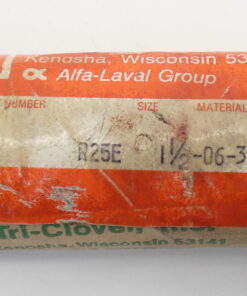 Kenosha, Wisconsin 53
α Alfa-Laval Group
NUMBER SIZE MATERIAL
R25E 1½-06-3
Tri-Clover, Inc.
Kenosha, Wisconsin 53141